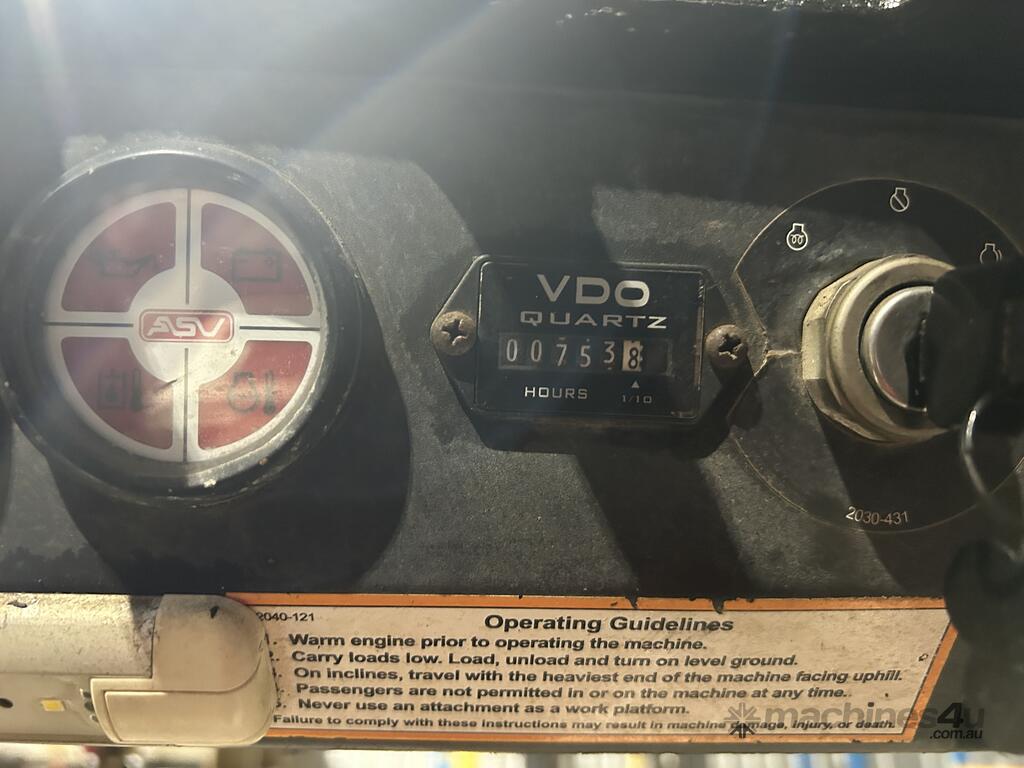 ASV
VDO
QUARTZ
007538
HOURS
1/10
2030-431
2040-121
Operating Guidelines
Warm engine prior to operating the machine.
Carry loads low. Load, unload and turn on level ground.
On inclines, travel with the heaviest end of the machine facing uphill.
Passengers are not permitted in or on the machine at any time.
Never use an attachment as a work platform.
Failure to comply with these instructions may result in machine damage, injury, or death.
machines4u
.com.au